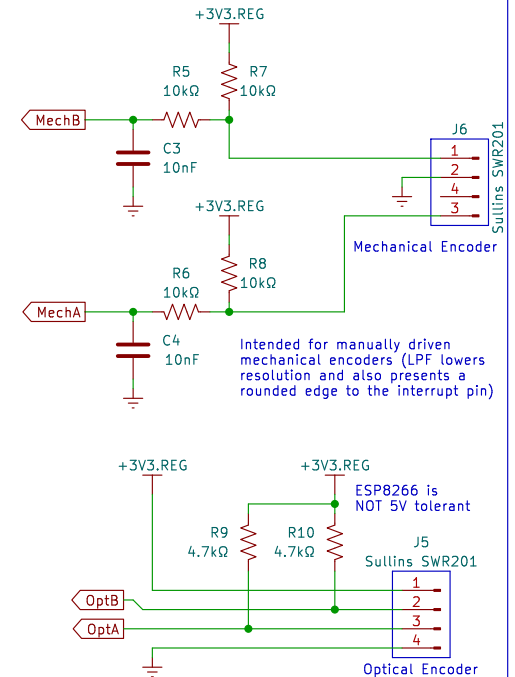 +3V3.REG
R5
10kΩ
R7
10kΩ
MechB
C3
10nF
J6
1
2
4
3
Sullins SWR201
Mechanical Encoder
+3V3.REG
R6
10kΩ
R8
10kΩ
MechA
C4
10nF
Intended for manually driven
mechanical encoders (LPF lowers
resolution and also presents a
rounded edge to the interrupt pin)
+3V3.REG
+3V3.REG
ESP8266 is
NOT 5V tolerant
R9
4.7kΩ
R10
4.7kΩ
J5
Sullins SWR201
1
2
3
4
OptB
OptA
Optical Encoder